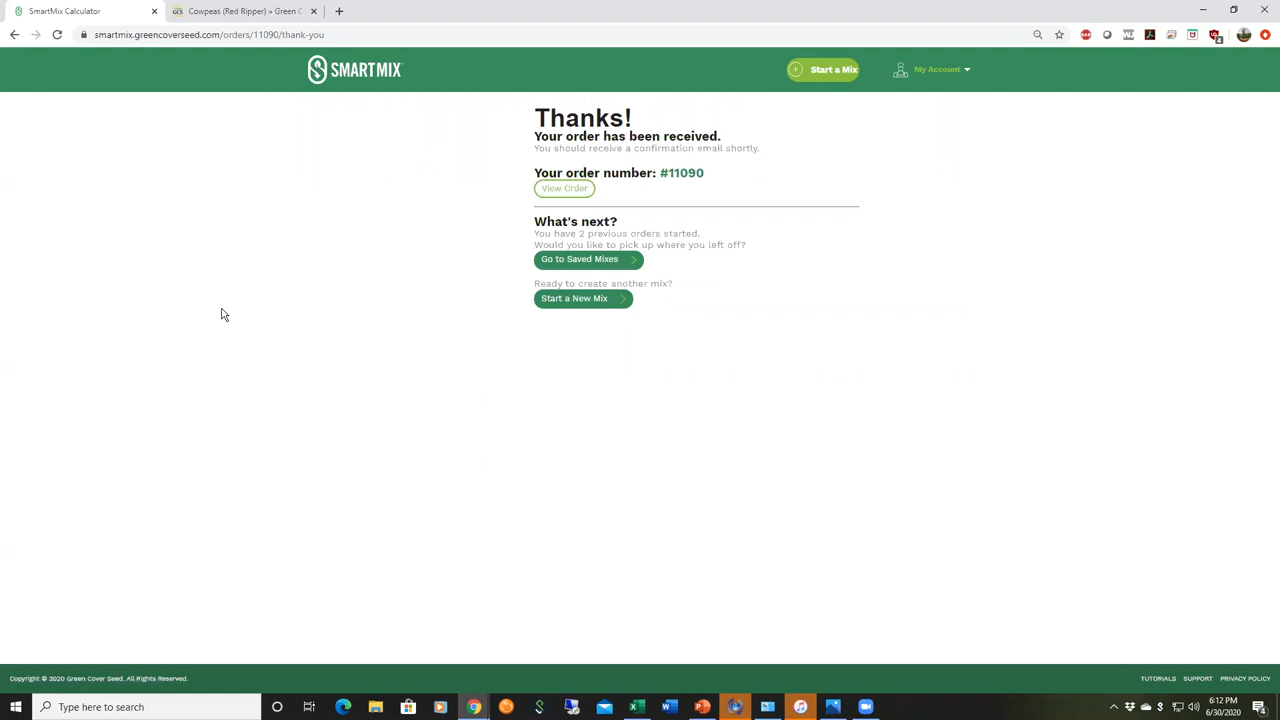 SmartMix Calculator
Cowpeas (Red Ripper) » Green C
smartmix.greencoverseed.com/orders/11090/thank-you
SMARTMIX
Start a Mix
My Account
Thanks!
Your order has been received.
You should receive a confirmation email shortly.
Your order number: #11090
View Order
What's next?
You have 2 previous orders started.
Would you like to pick up where you left off?
Go to Saved Mixes
Ready to create another mix?
Start a New Mix
Copyright © 2020 Green Cover Seed. All Rights Reserved.
TUTORIALS SUPPORT PRIVACY POLICY
Type here to search
6:12 PM
6/30/2020